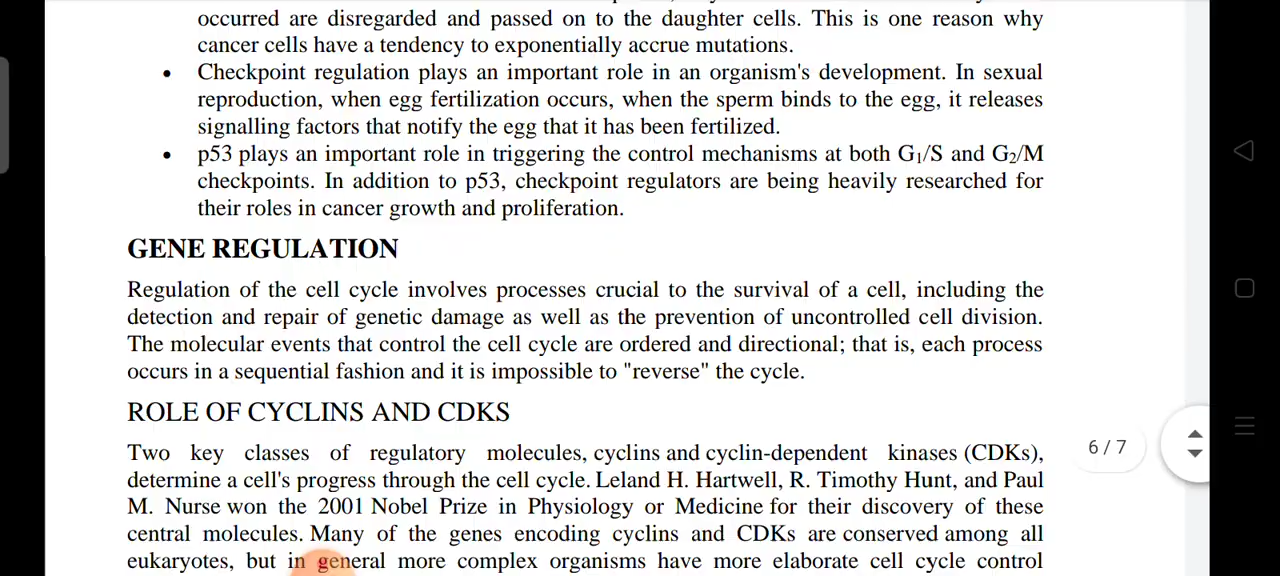 occurred are disregarded and passed on to the daughter cells. This is one reason why
cancer cells have a tendency to exponentially accrue mutations.
• Checkpoint regulation plays an important role in an organism's development. In sexual
reproduction, when egg fertilization occurs, when the sperm binds to the egg, it releases
signalling factors that notify the egg that it has been fertilized.
• p53 plays an important role in triggering the control mechanisms at both G₁/S and G₂/M
checkpoints. In addition to p53, checkpoint regulators are being heavily researched for
their roles in cancer growth and proliferation.
GENE REGULATION
Regulation of the cell cycle involves processes crucial to the survival of a cell, including the
detection and repair of genetic damage as well as the prevention of uncontrolled cell division.
The molecular events that control the cell cycle are ordered and directional; that is, each process
occurs in a sequential fashion and it is impossible to "reverse" the cycle.
ROLE OF CYCLINS AND CDKS
Two key classes of regulatory molecules, cyclins and cyclin-dependent kinases (CDKs),
determine a cell's progress through the cell cycle. Leland H. Hartwell, R. Timothy Hunt, and Paul
M. Nurse won the 2001 Nobel Prize in Physiology or Medicine for their discovery of these
central molecules. Many of the genes encoding cyclins and CDKs are conserved among all
eukaryotes, but in general more complex organisms have more elaborate cell cycle control
6 / 7